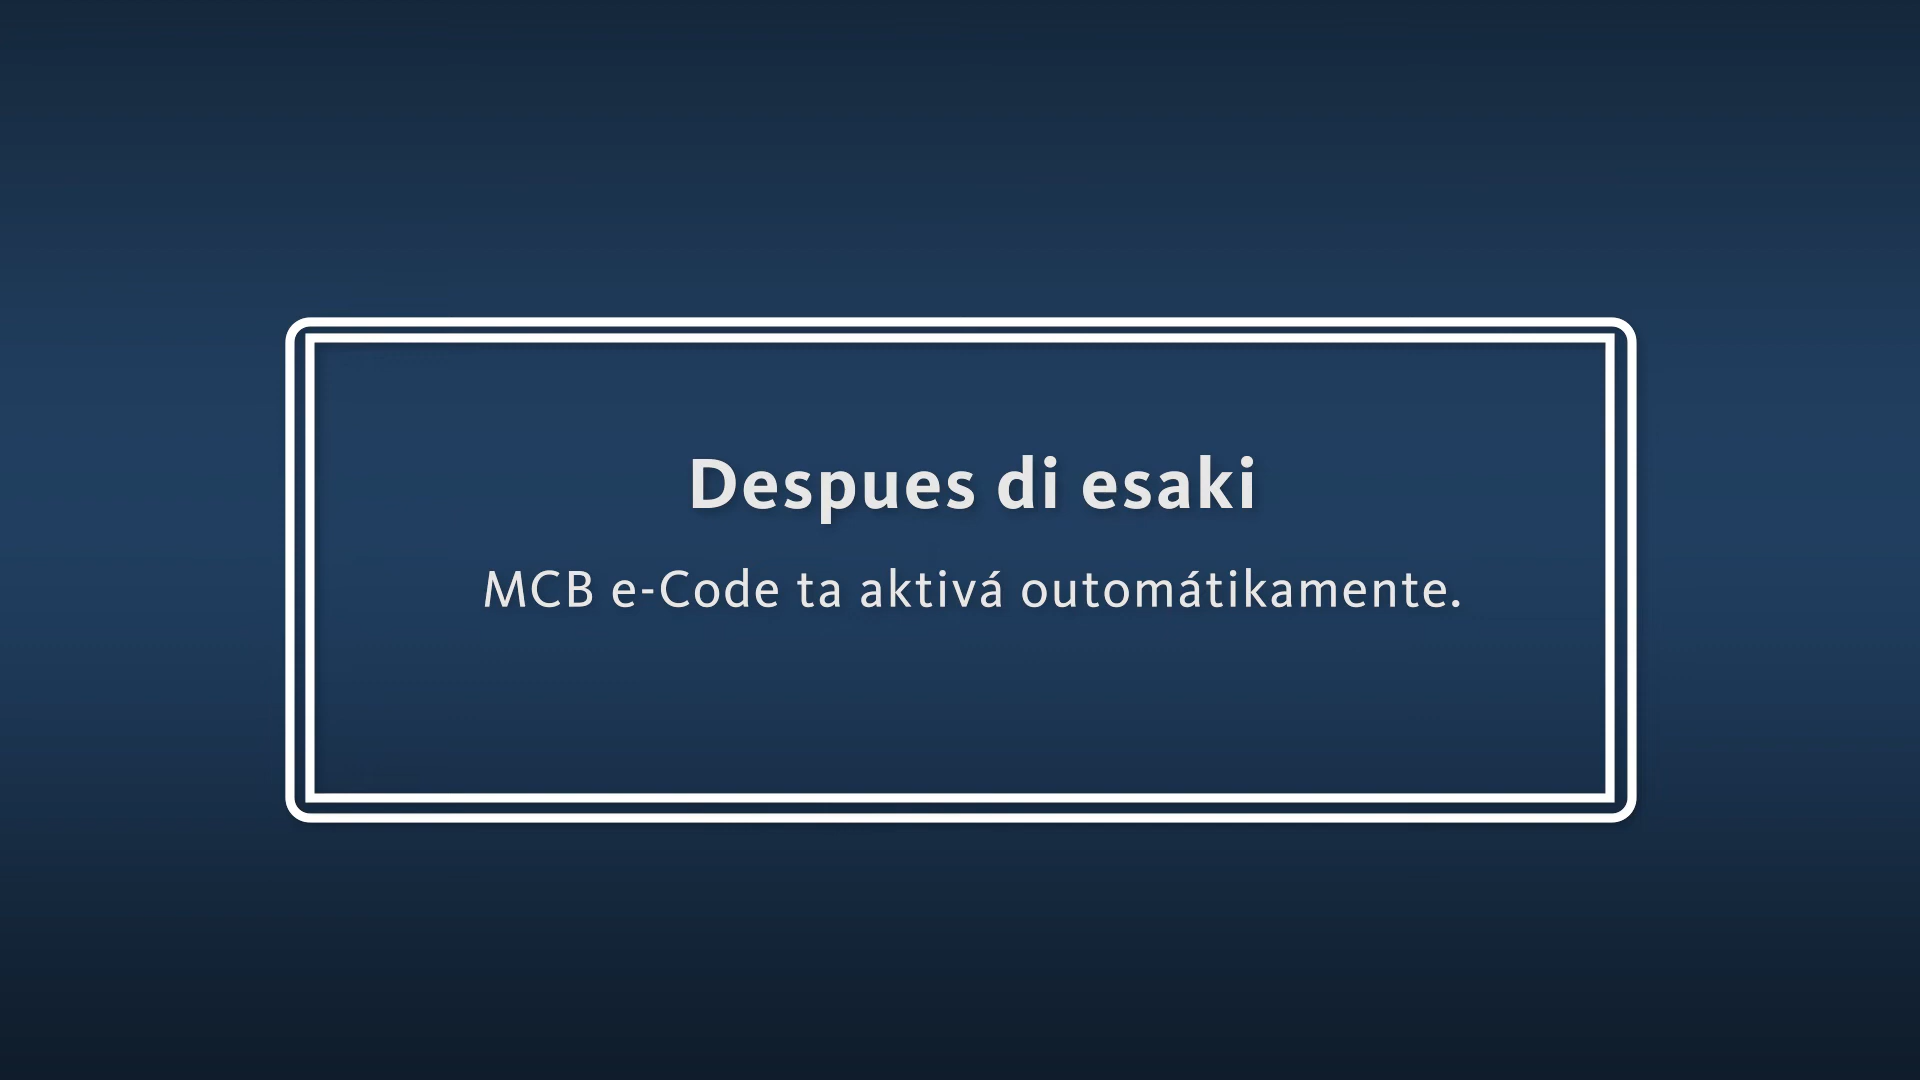 Despues di esaki
MCB e-Code ta aktivá outomátikamente.